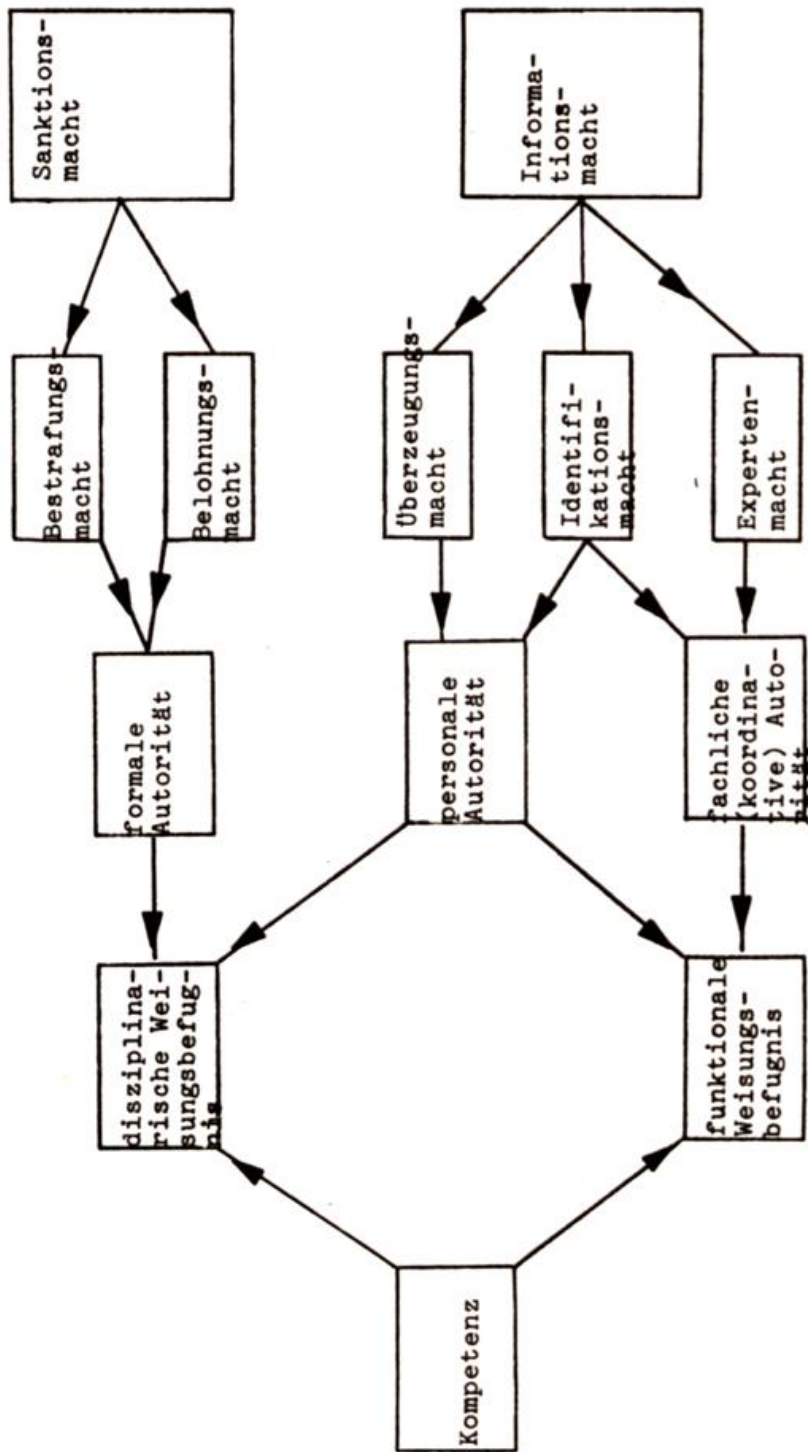 Kompetenz
disziplina-
rische Wei-
sungsbefug-
nis
funktionale
Weisungs-
befugnis
formale
Autorität
personale
Autorität
fachliche
(koordina-
tive) Auto-
rität
Bestrafungs-
macht
Belohnungs-
macht
Überzeugungs-
macht
Identifi-
kations-
macht
Experten-
macht
Sanktions-
macht
Informa-
tions-
macht